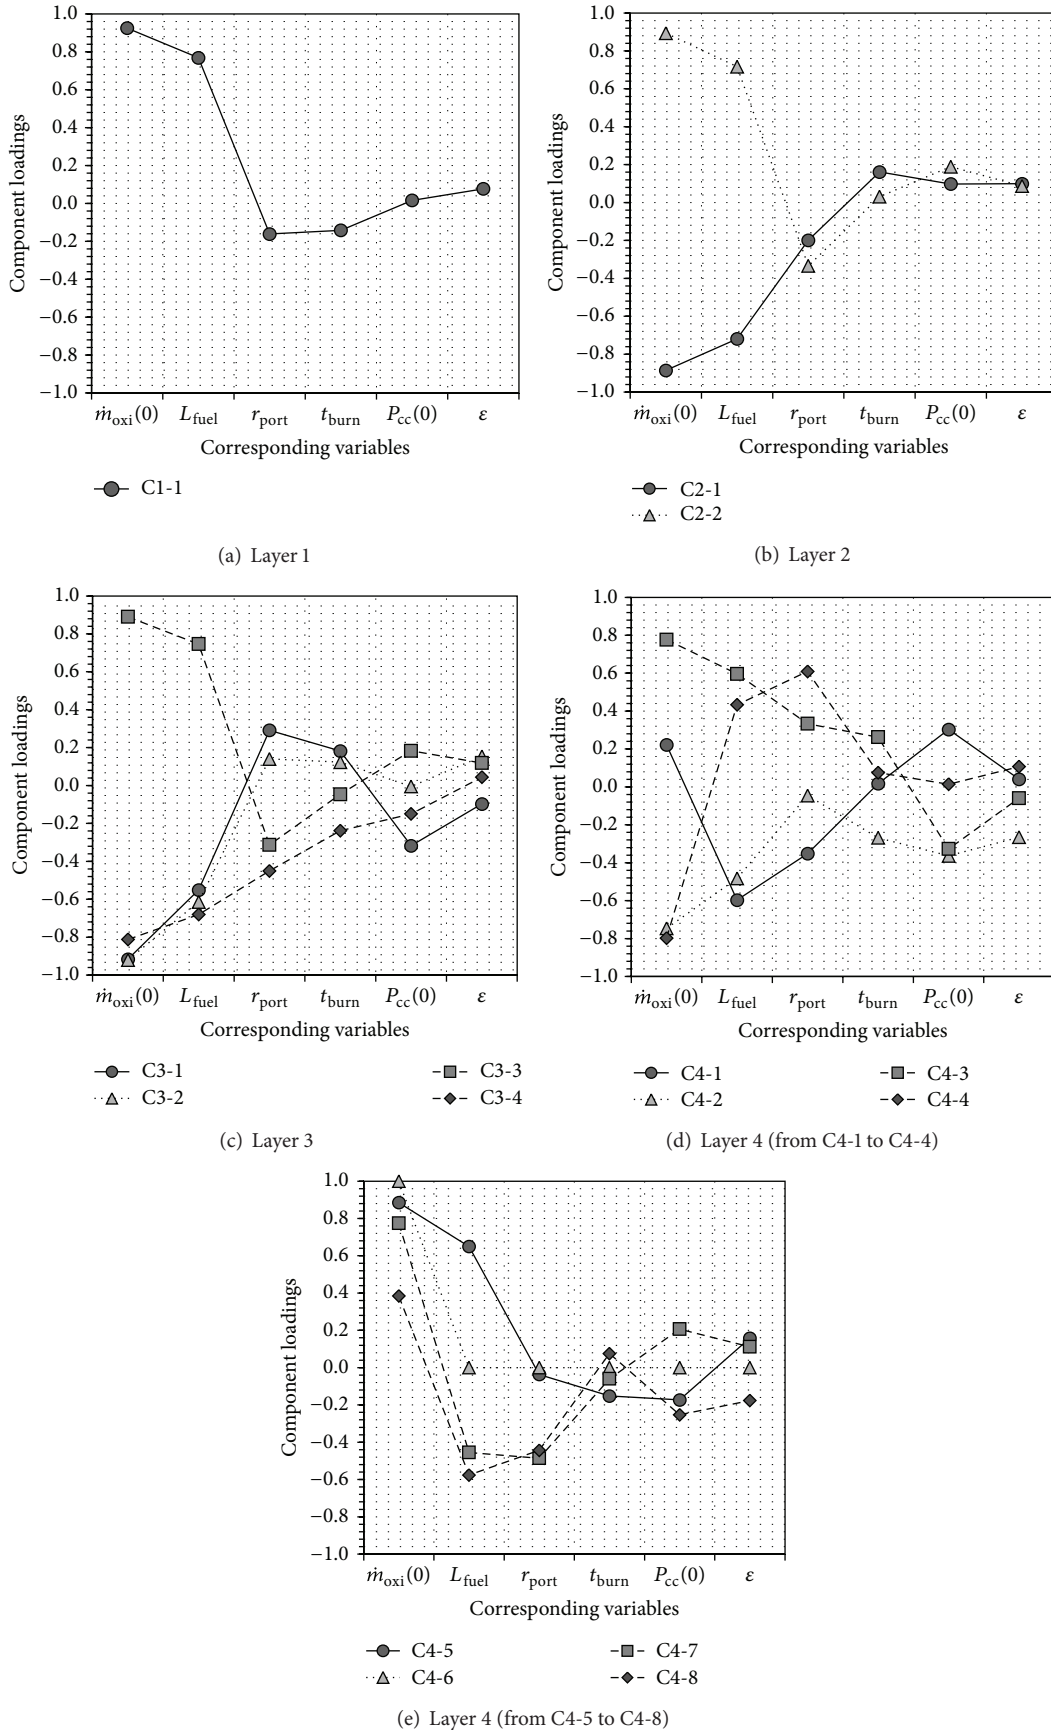 1.0
0.8
0.6
0.4
0.2
0.0
−0.2
−0.4
−0.6
−0.8
−1.0
Component loadings
ṁoxi(0) Lfuel rport tburn Pcc(0) ε
Corresponding variables
C1-1
(a) Layer 1
1.0
0.8
0.6
0.4
0.2
0.0
−0.2
−0.4
−0.6
−0.8
−1.0
Component loadings
ṁoxi(0) Lfuel rport tburn Pcc(0) ε
Corresponding variables
C2-1
C2-2
(b) Layer 2
1.0
0.8
0.6
0.4
0.2
0.0
−0.2
−0.4
−0.6
−0.8
−1.0
Component loadings
ṁoxi(0) Lfuel rport tburn Pcc(0) ε
Corresponding variables
C3-1 C3-3
C3-2 C3-4
(c) Layer 3
1.0
0.8
0.6
0.4
0.2
0.0
−0.2
−0.4
−0.6
−0.8
−1.0
Component loadings
ṁoxi(0) Lfuel rport tburn Pcc(0) ε
Corresponding variables
C4-1 C4-3
C4-2 C4-4
(d) Layer 4 (from C4-1 to C4-4)
1.0
0.8
0.6
0.4
0.2
0.0
−0.2
−0.4
−0.6
−0.8
−1.0
Component loadings
ṁoxi(0) Lfuel rport tburn Pcc(0) ε
Corresponding variables
C4-5 C4-7
C4-6 C4-8
(e) Layer 4 (from C4-5 to C4-8)